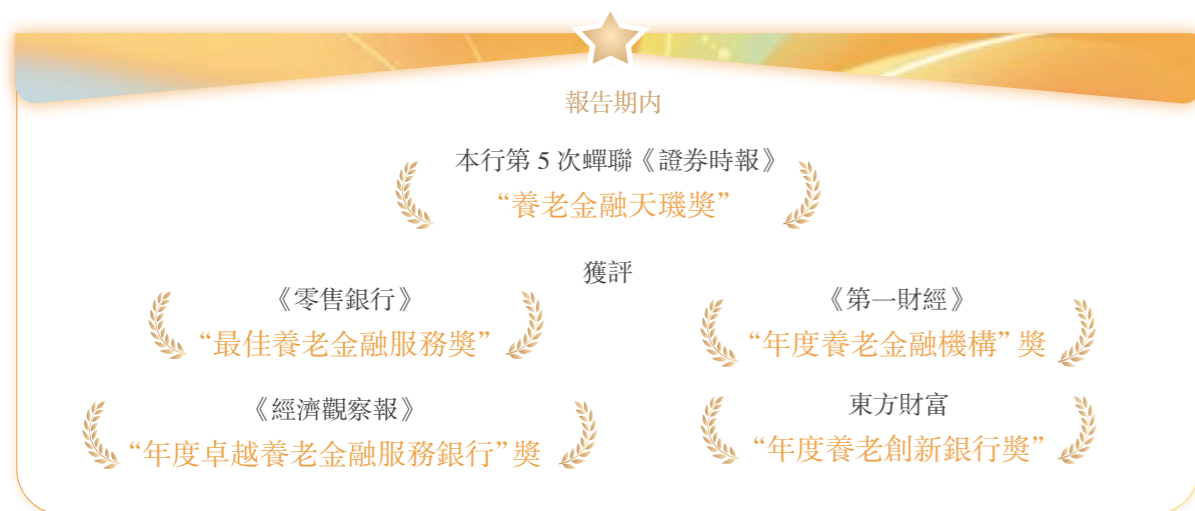 報告期内
本行第 5 次蟬聯《證券時報》
“養老金融天璣獎”
獲評
《零售銀行》
“最佳養老金融服務獎”
《第一財經》
“年度養老金融機構”獎
《經濟觀察報》
“年度卓越養老金融服務銀行”獎
東方財富
“年度養老創新銀行獎”